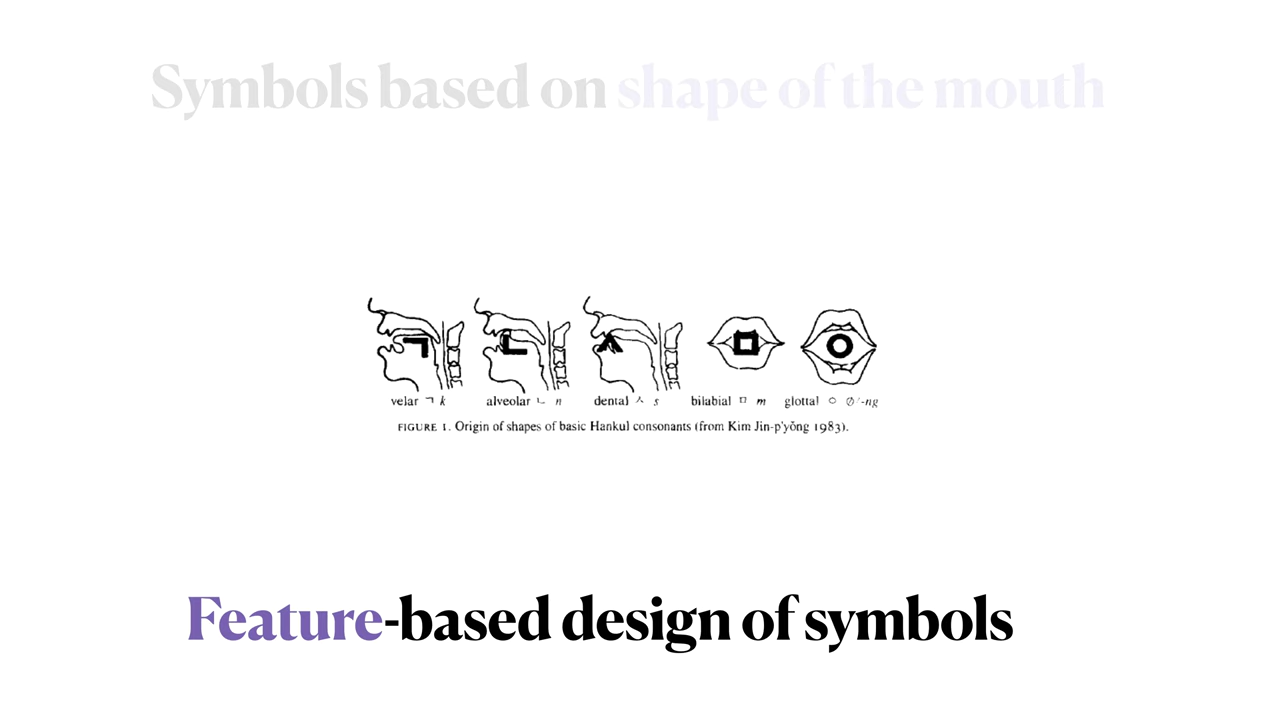 Symbols based on shape of the mouth
velar ㄱ k alveolar ㄴ n dental ㅅ s bilabial ㅁ m glottal ㅇ ∅/-ng
FIGURE 1. Origin of shapes of basic Hankul consonants (from Kim Jin-p'yŏng 1983).
Feature-based design of symbols